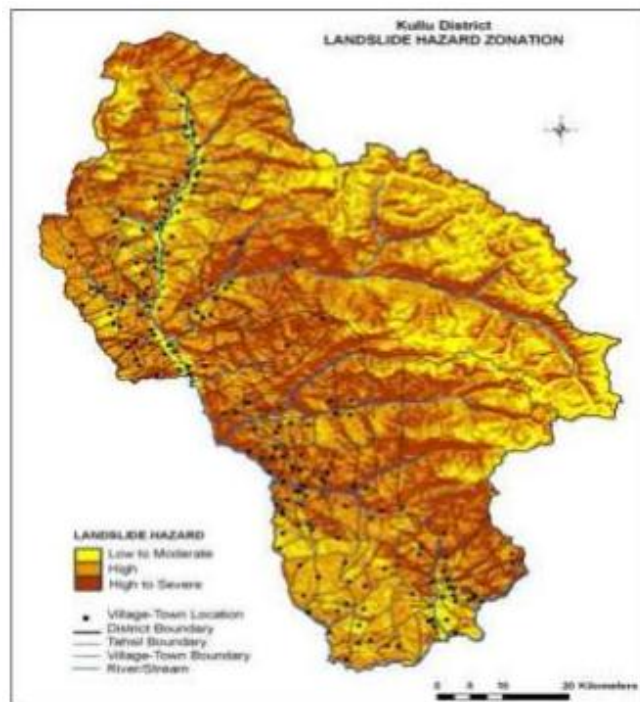 Kullu District
LANDSLIDE HAZARD ZONATION
LANDSLIDE HAZARD
Low to Moderate
High
High to Severe
Village-Town Location
District Boundary
Tehsil Boundary
Village-Town Boundary
River/Stream
0 5 10 20 Kilometers